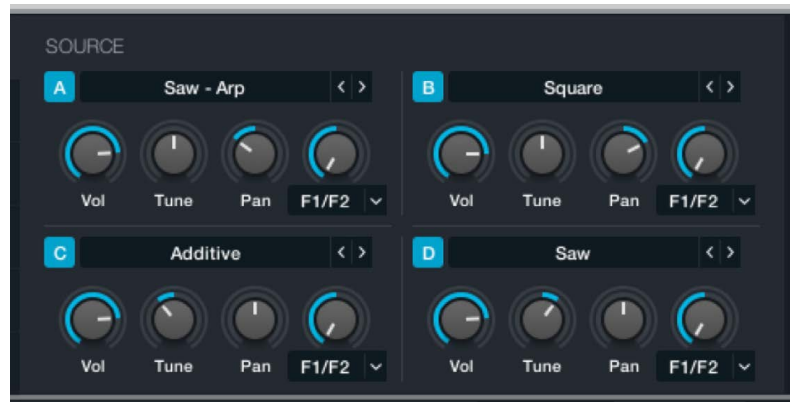 SOURCE
A Saw - Arp < >
Vol Tune Pan F1/F2
B Square < >
Vol Tune Pan F1/F2
C Additive < >
Vol Tune Pan F1/F2
D Saw < >
Vol Tune Pan F1/F2